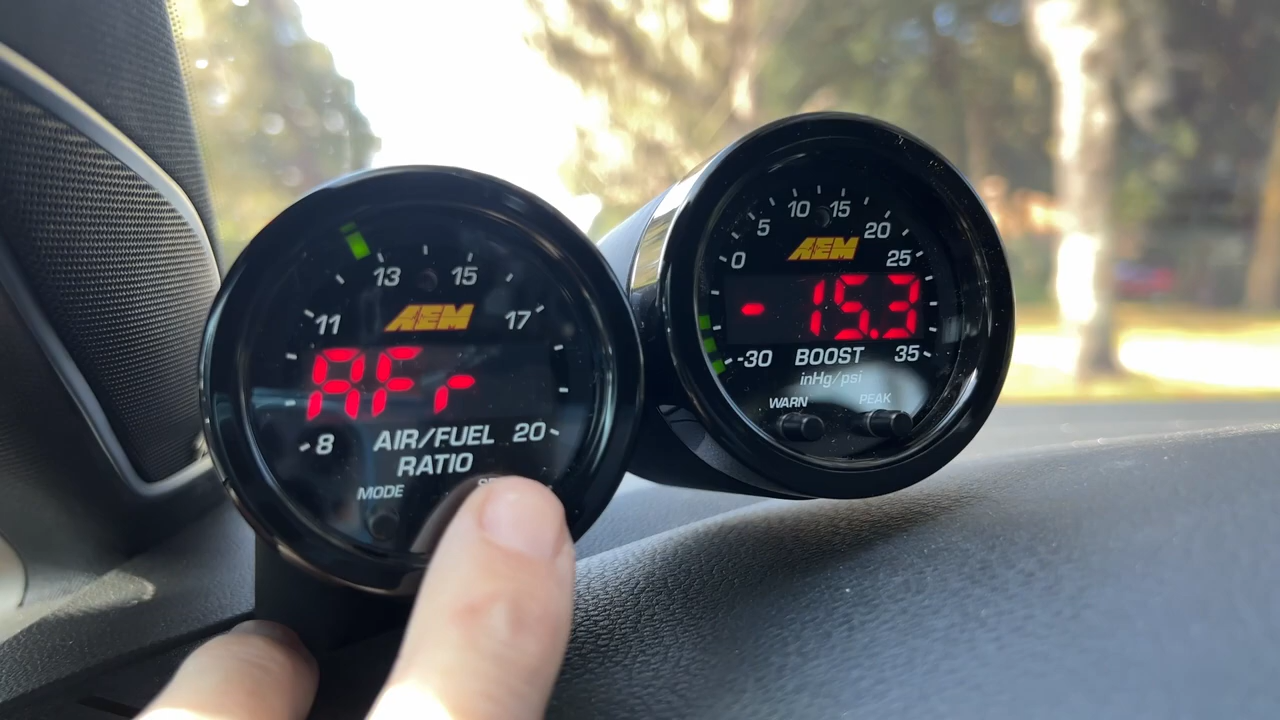 13 15
11 17
AEM
AFr
8 20
AIR/FUEL
RATIO
MODE
10 15
5 20
0 25
AEM
- 15.3
-30 35
BOOST
inHg/psi
WARN PEAK